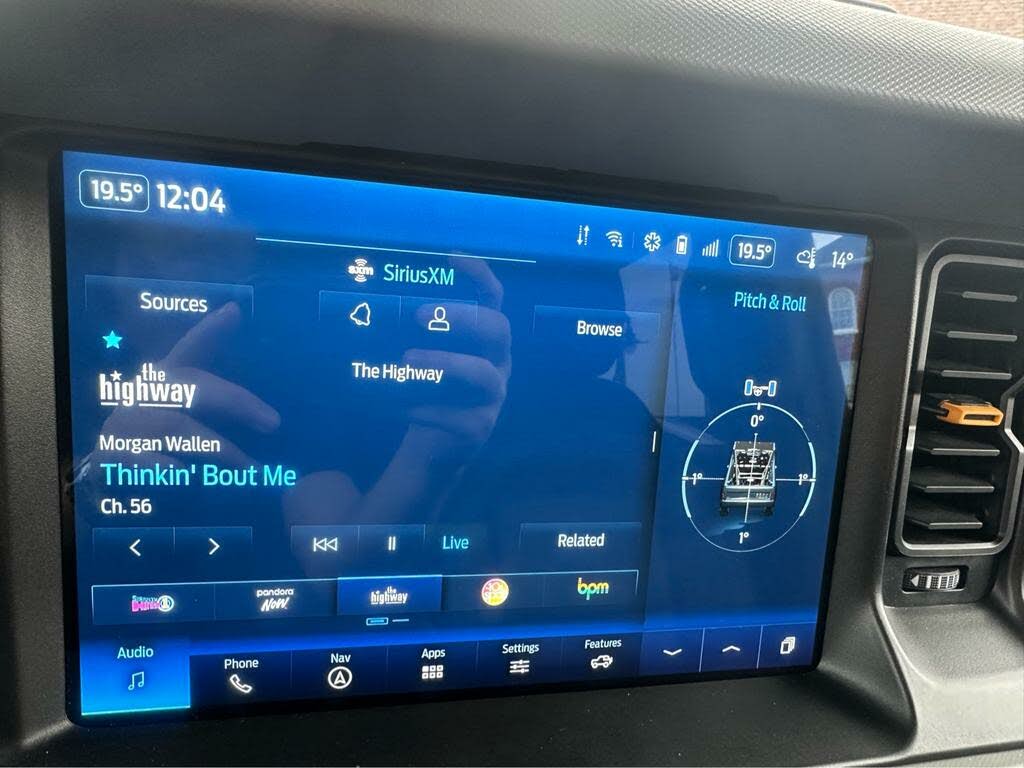 19.5° 12:04
19.5° 14°
sxm SiriusXM
Sources
Browse
Pitch & Roll
The Highway
the
highway
Morgan Wallen
Thinkin' Bout Me
Ch. 56
0°
1° 1°
1°
Live
Related
pandora
NOW
the
highway
bpm
Audio
Phone
Nav
Apps
Settings
Features